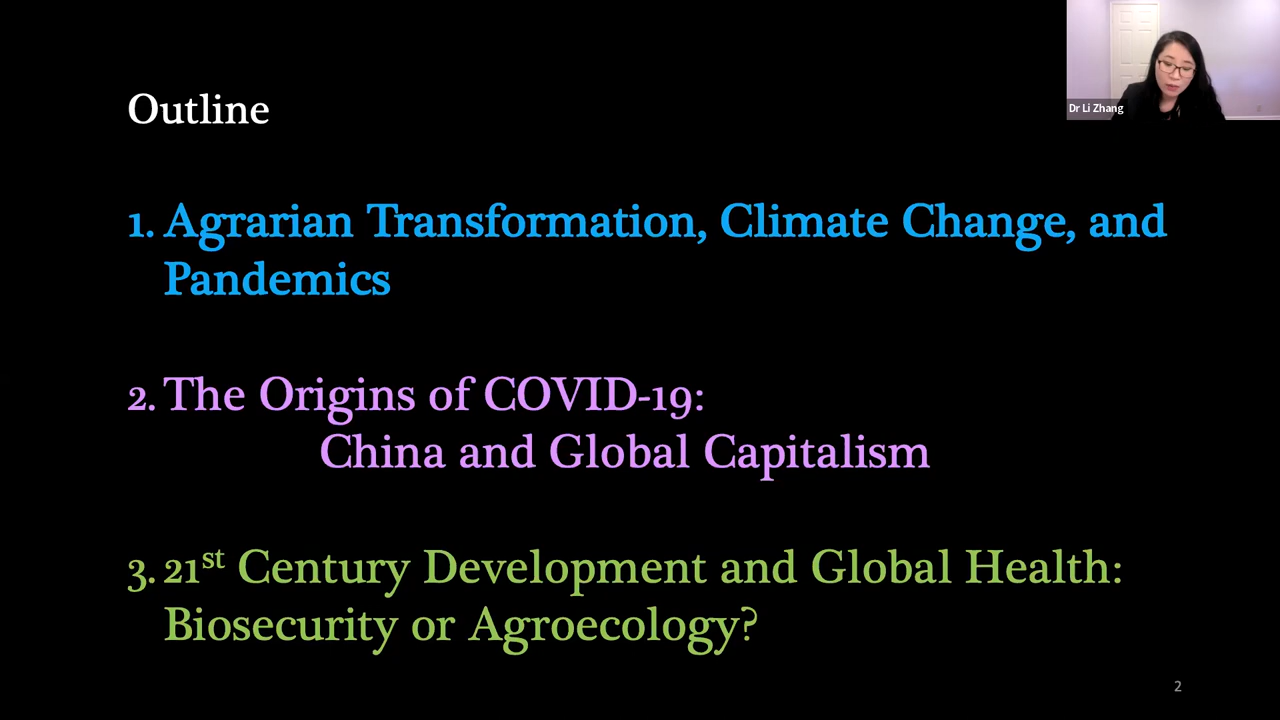 Dr Li Zhang
Outline
1. Agrarian Transformation, Climate Change, and
Pandemics
2. The Origins of COVID-19:
China and Global Capitalism
3. 21st Century Development and Global Health:
Biosecurity or Agroecology?
2